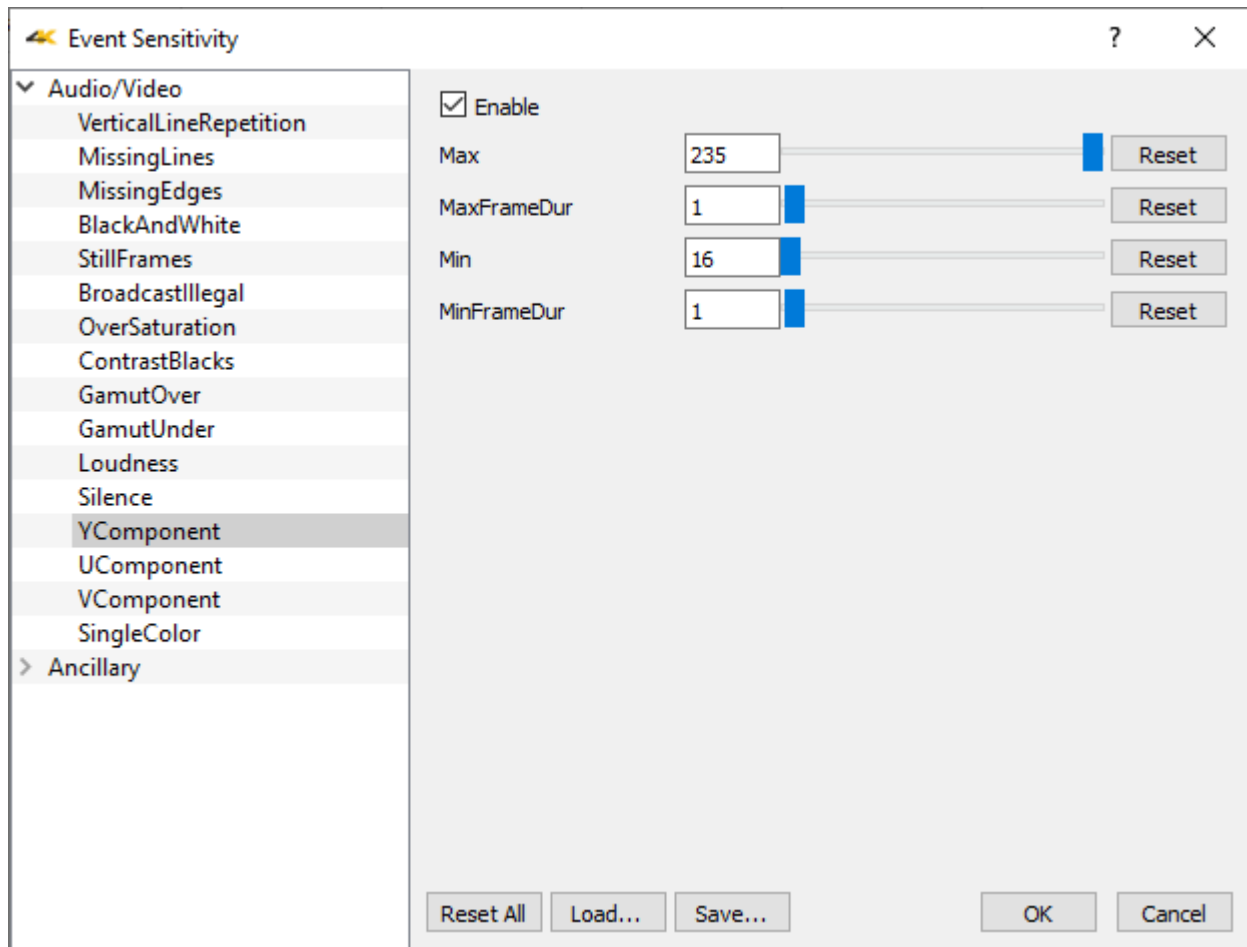 4K Event Sensitivity ?
Audio/Video
VerticalLineRepetition
MissingLines
MissingEdges
BlackAndWhite
StillFrames
BroadcastIllegal
OverSaturation
ContrastBlacks
GamutOver
GamutUnder
Loudness
Silence
YComponent
UComponent
VComponent
SingleColor
Ancillary
Enable
Max 235 Reset
MaxFrameDur 1 Reset
Min 16 Reset
MinFrameDur 1 Reset
Reset All Load... Save... OK Cancel